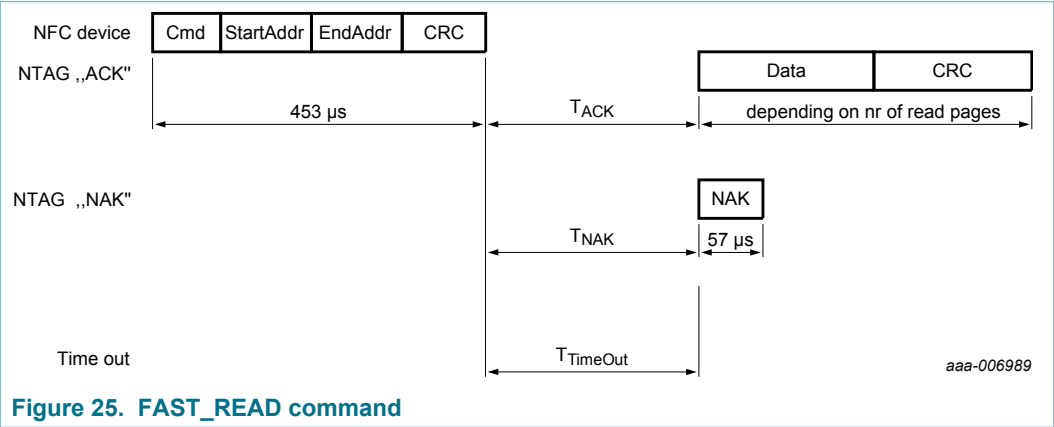 NFC device Cmd StartAddr EndAddr CRC
NTAG ,,ACK" Data CRC
453 µs TACK depending on nr of read pages
NTAG ,,NAK" NAK
TNAK 57 µs
Time out TTimeOut aaa-006989
Figure 25. FAST_READ command